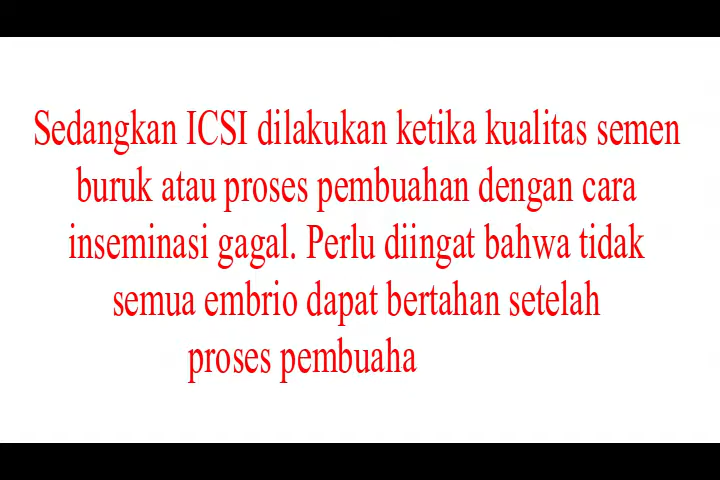 Sedangkan ICSI dilakukan ketika kualitas semen
buruk atau proses pembuahan dengan cara
inseminasi gagal. Perlu diingat bahwa tidak
semua embrio dapat bertahan setelah
proses pembuaha